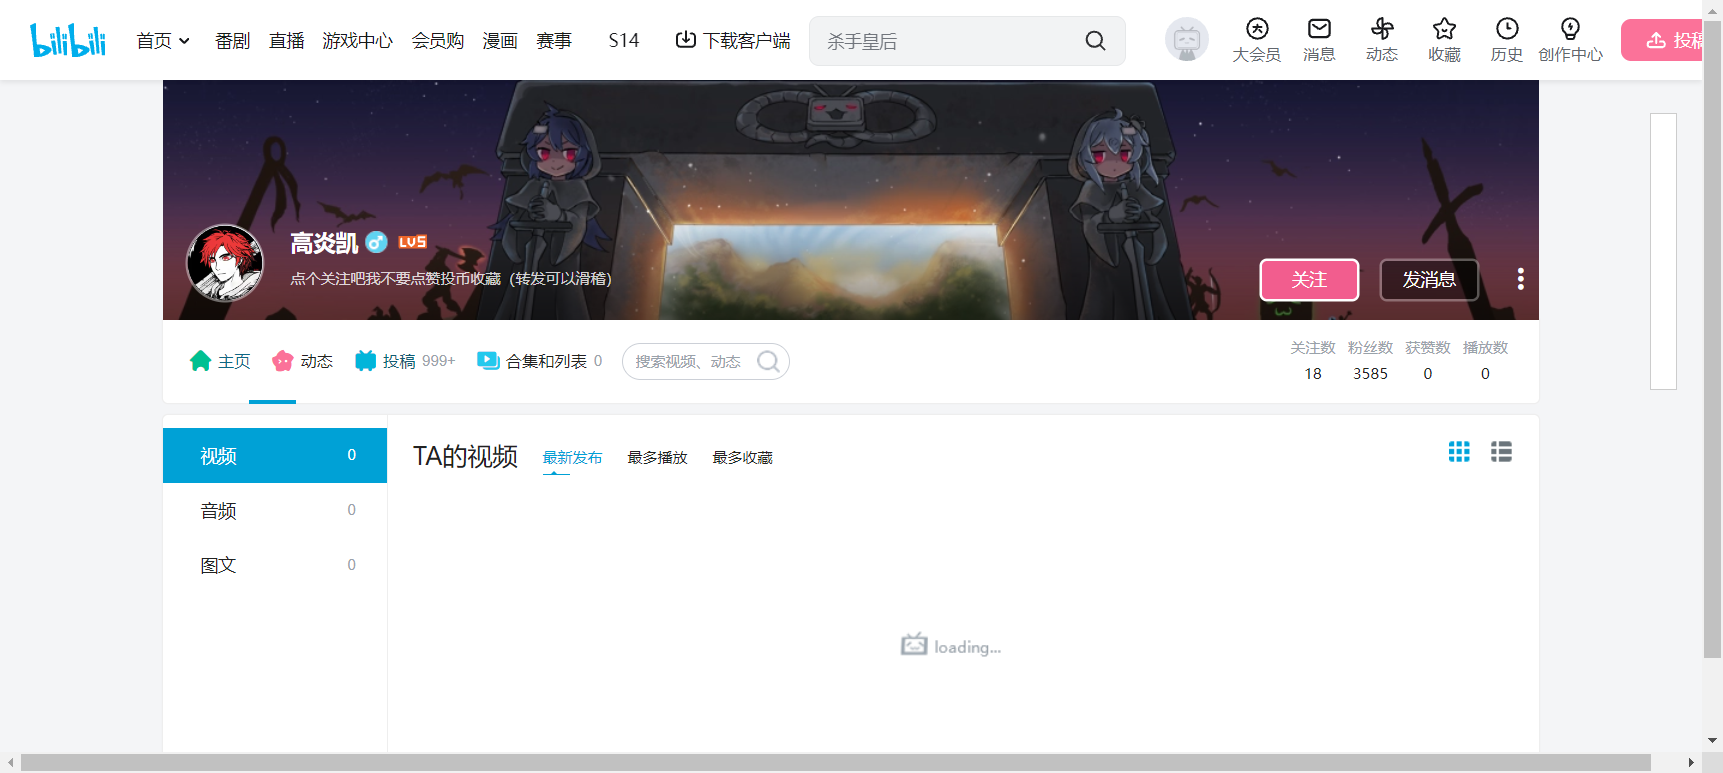 bilibili 首页 番剧 直播 游戏中心 会员购 漫画 赛事 S14 下载客户端 杀手皇后 大会员 消息 动态 收藏 历史 创作中心 投稿
高炎凯 LV5
点个关注吧我不要点赞投币收藏（转发可以滑稽）
关注 发消息
主页 动态 投稿 999+ 合集和列表 0 搜索视频、动态
关注数 粉丝数 获赞数 播放数
18 3585 0 0
视频 0
音频 0
图文 0
TA的视频 最新发布 最多播放 最多收藏
loading...